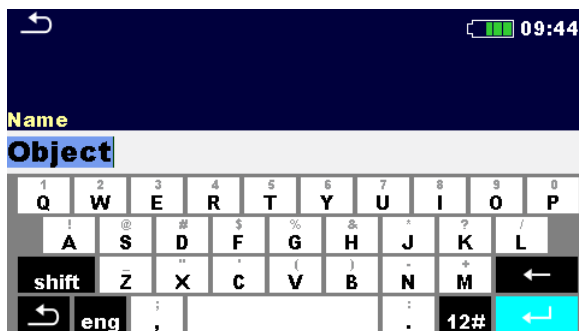 09:44
Name
Object
1 2 3 4 5 6 7 8 9 0
Q W E R T Y U I O P
! @ # $ % & * ? /
A S D F G H J K L
_ " ' ( ) - +
shift Z X C V B N M
; :
eng , . 12#